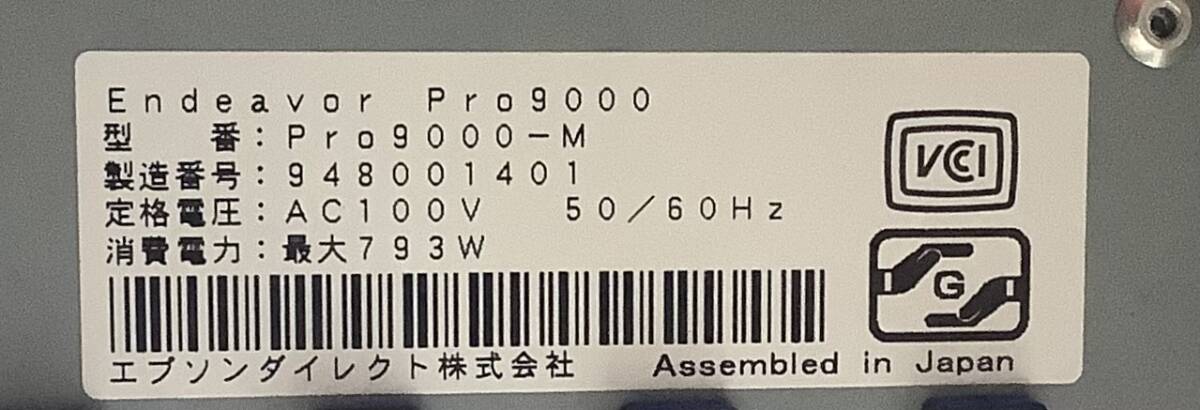 Endeavor Pro9000
型　番：Pro9000-M
製造番号：948001401
定格電圧：AC100V 50/60Hz
消費電力：最大793W
エプソンダイレクト株式会社 Assembled in Japan
VCCI
G